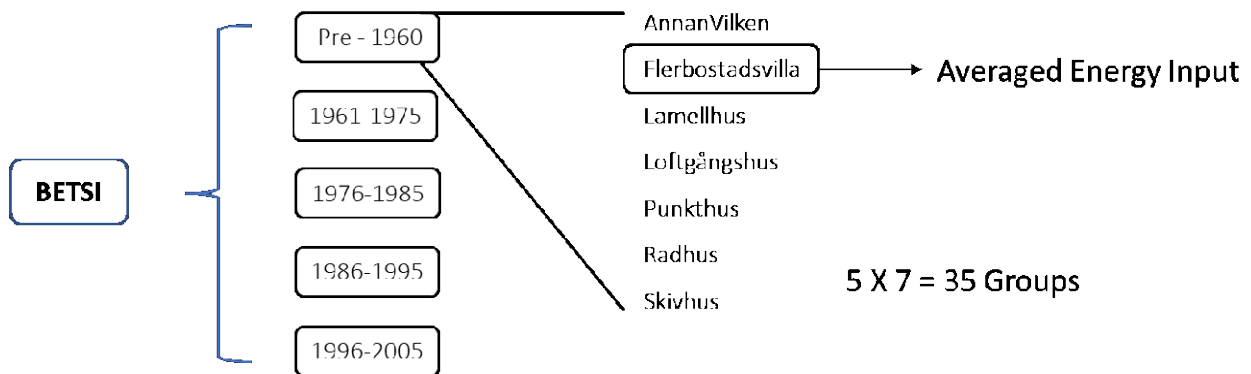 BETSI
Pre - 1960
1961-1975
1976-1985
1986-1995
1996-2005
AnnanVilken
Flerbostadsvilla
Lamellhus
Loftgångshus
Punkthus
Radhus
Skivhus
Averaged Energy Input
5 X 7 = 35 Groups